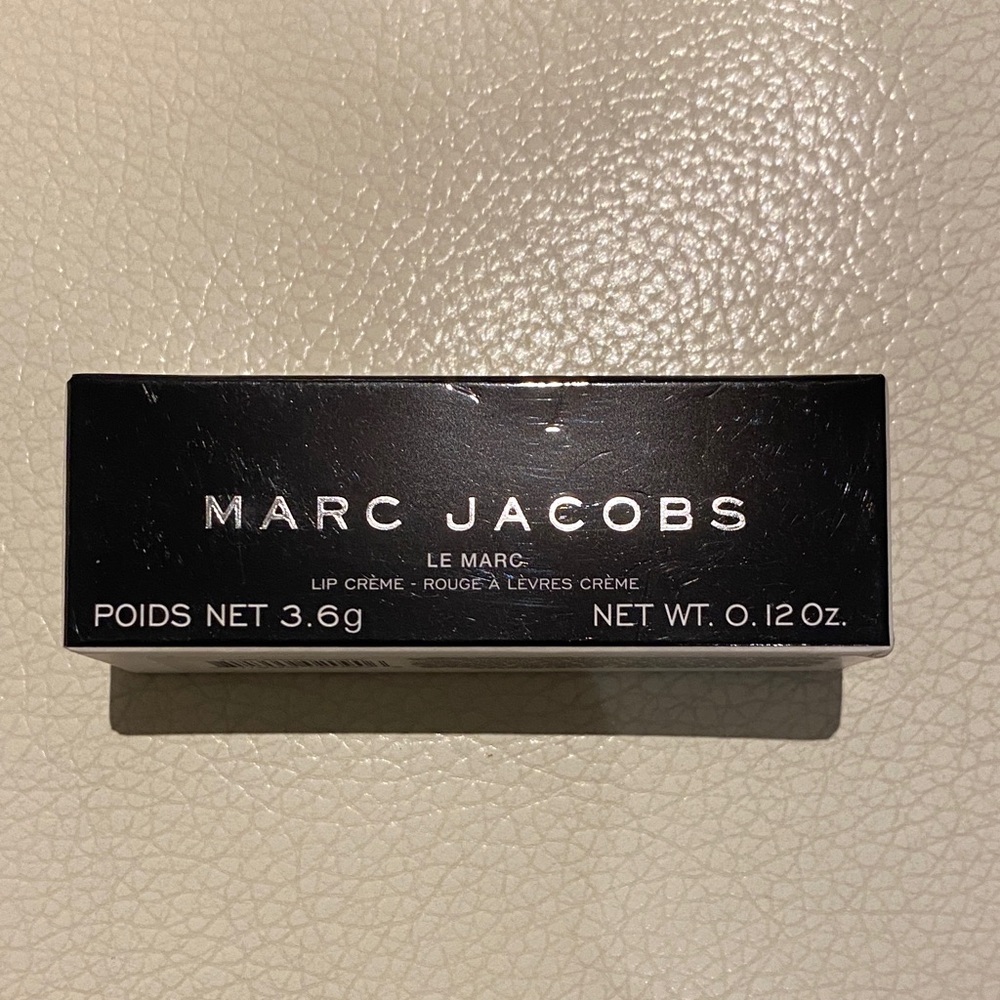 MARC JACOBS
LE MARC
LIP CRÈME - ROUGE À LÈVRES CRÈME
POIDS NET 3.6g NET WT. 0.12 Oz.